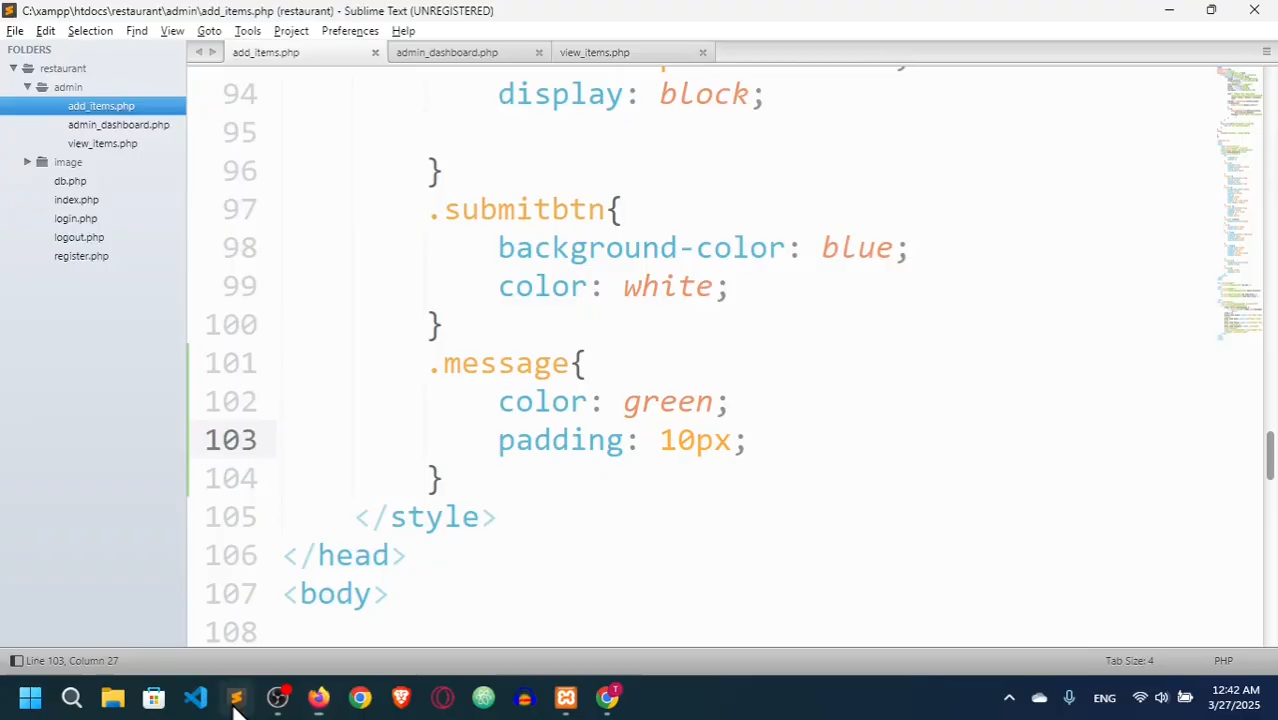 C:\xampp\htdocs\restaurant\admin\add_items.php (restaurant) - Sublime Text (UNREGISTERED)
File Edit Selection Find View Goto Tools Project Preferences Help
FOLDERS
restaurant
admin
add_items.php
admin_dashboard.php
view_items.php
image
db.php
index.php
login.php
logout.php
register.php
add_items.php admin_dashboard.php view_items.php
94 display: block;
95
96 }
97 .submitbtn{
98 background-color: blue;
99 color: white;
100 }
101 .message{
102 color: green;
103 padding: 10px;
104 }
105 </style>
106 </head>
107 <body>
108
Line 103, Column 27 Tab Size: 4 PHP
T
ENG
12:42 AM
3/27/2025